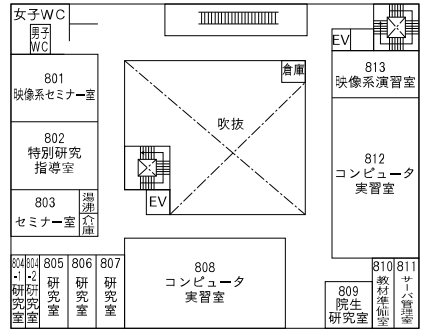 女子WC
男子
WC
801
映像系セミナー室
802
特別研究
指導室
803
セミナー室
湯沸
倉庫
804
-1
研究室
804
-2
研究室
805
研究室
806
研究室
807
研究室
倉庫
吹抜
EV
808
コンピュータ
実習室
EV
813
映像系演習室
812
コンピュータ
実習室
809
院生
研究室
810
教材準備室
811
サーバ管理室